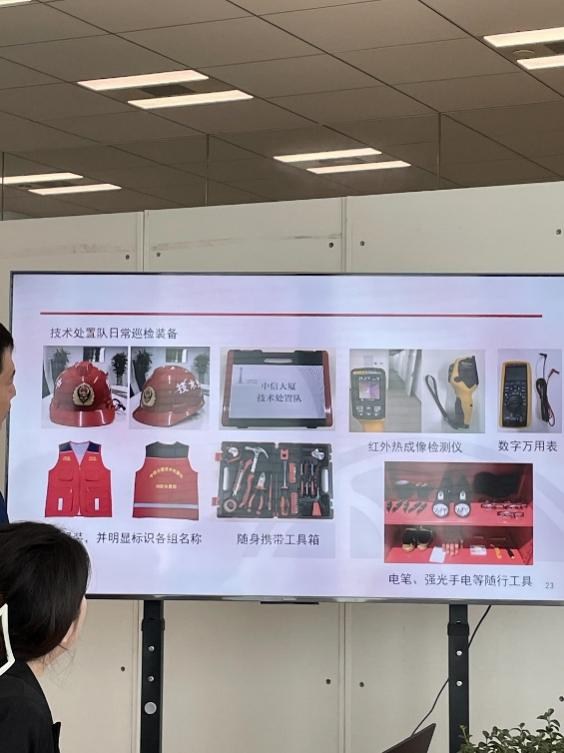 技术处置队日常巡检装备
中信大厦
技术处置队
红外热成像检测仪
数字万用表
装，并明显标识各组名称
随身携带工具箱
电笔、强光手电等随行工具
23